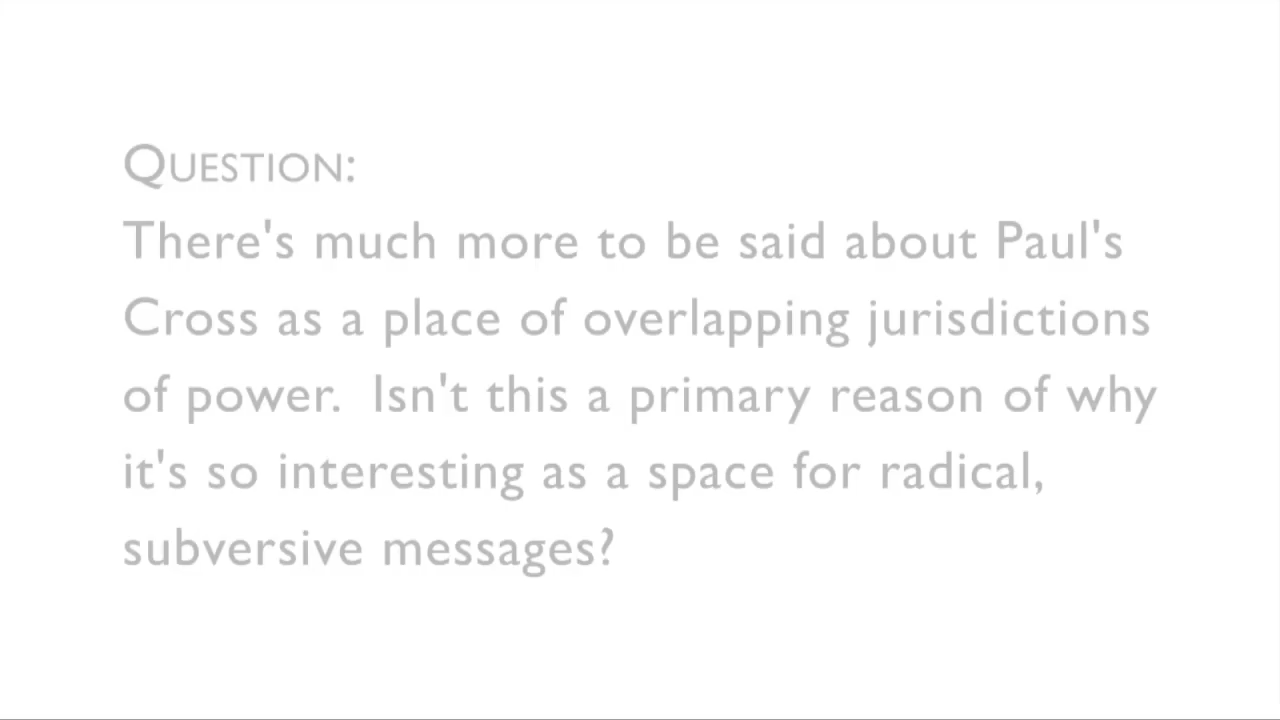 QUESTION:
There's much more to be said about Paul's
Cross as a place of overlapping jurisdictions
of power.  Isn't this a primary reason of why
it's so interesting as a space for radical,
subversive messages?